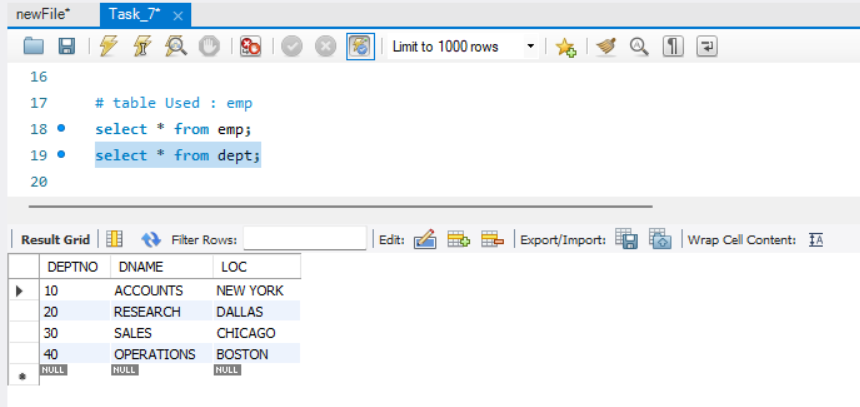 newFile* Task_7* ×
Limit to 1000 rows
16
17 # table Used : emp
18 select * from emp;
19 select * from dept;
20
Result Grid Filter Rows: Edit: Export/Import: Wrap Cell Content: IA
DEPTNO DNAME LOC
10 ACCOUNTS NEW YORK
20 RESEARCH DALLAS
30 SALES CHICAGO
40 OPERATIONS BOSTON
NULL NULL NULL